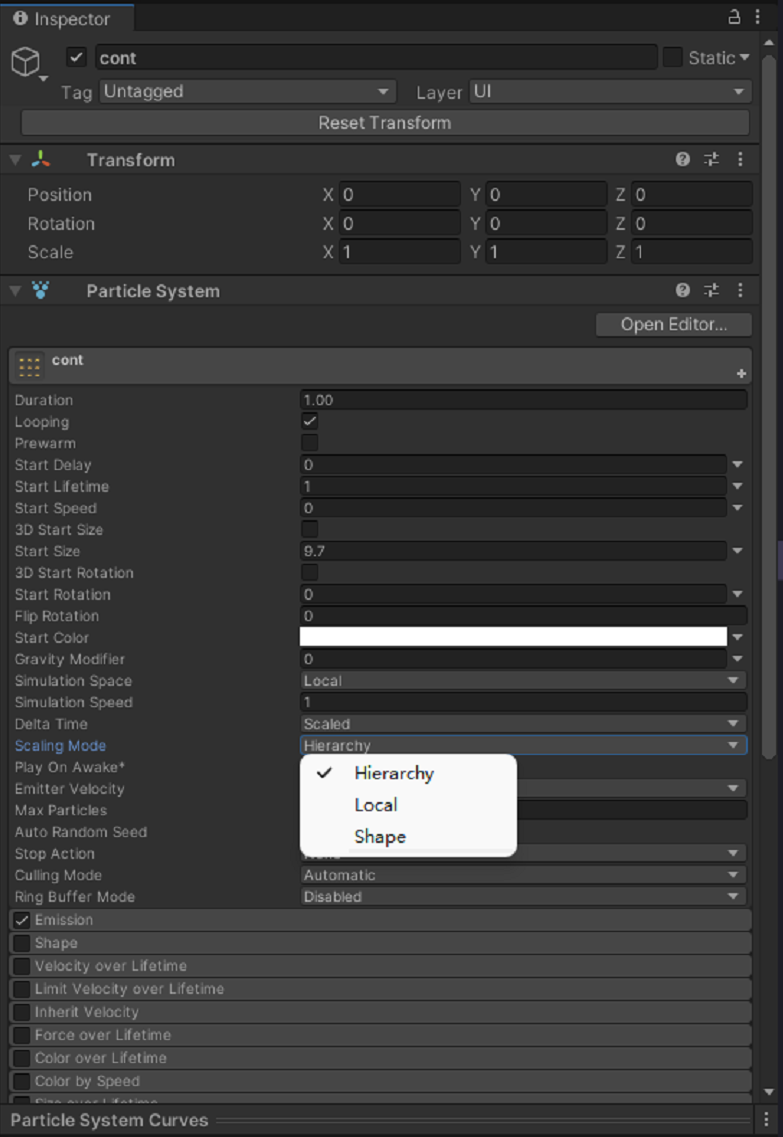 Inspector
cont Static
Tag Untagged Layer UI
Reset Transform
Transform
Position X 0 Y 0 Z 0
Rotation X 0 Y 0 Z 0
Scale X 1 Y 1 Z 1
Particle System
Open Editor...
cont
Duration 1.00
Looping
Prewarm
Start Delay 0
Start Lifetime 1
Start Speed 0
3D Start Size
Start Size 9.7
3D Start Rotation
Start Rotation 0
Flip Rotation 0
Start Color
Gravity Modifier 0
Simulation Space Local
Simulation Speed 1
Delta Time Scaled
Scaling Mode Hierarchy
Play On Awake* Hierarchy
Emitter Velocity
Max Particles Local
Auto Random Seed Shape
Stop Action
Culling Mode Automatic
Ring Buffer Mode Disabled
Emission
Shape
Velocity over Lifetime
Limit Velocity over Lifetime
Inherit Velocity
Force over Lifetime
Color over Lifetime
Color by Speed
Size over Lifetime
Particle System Curves